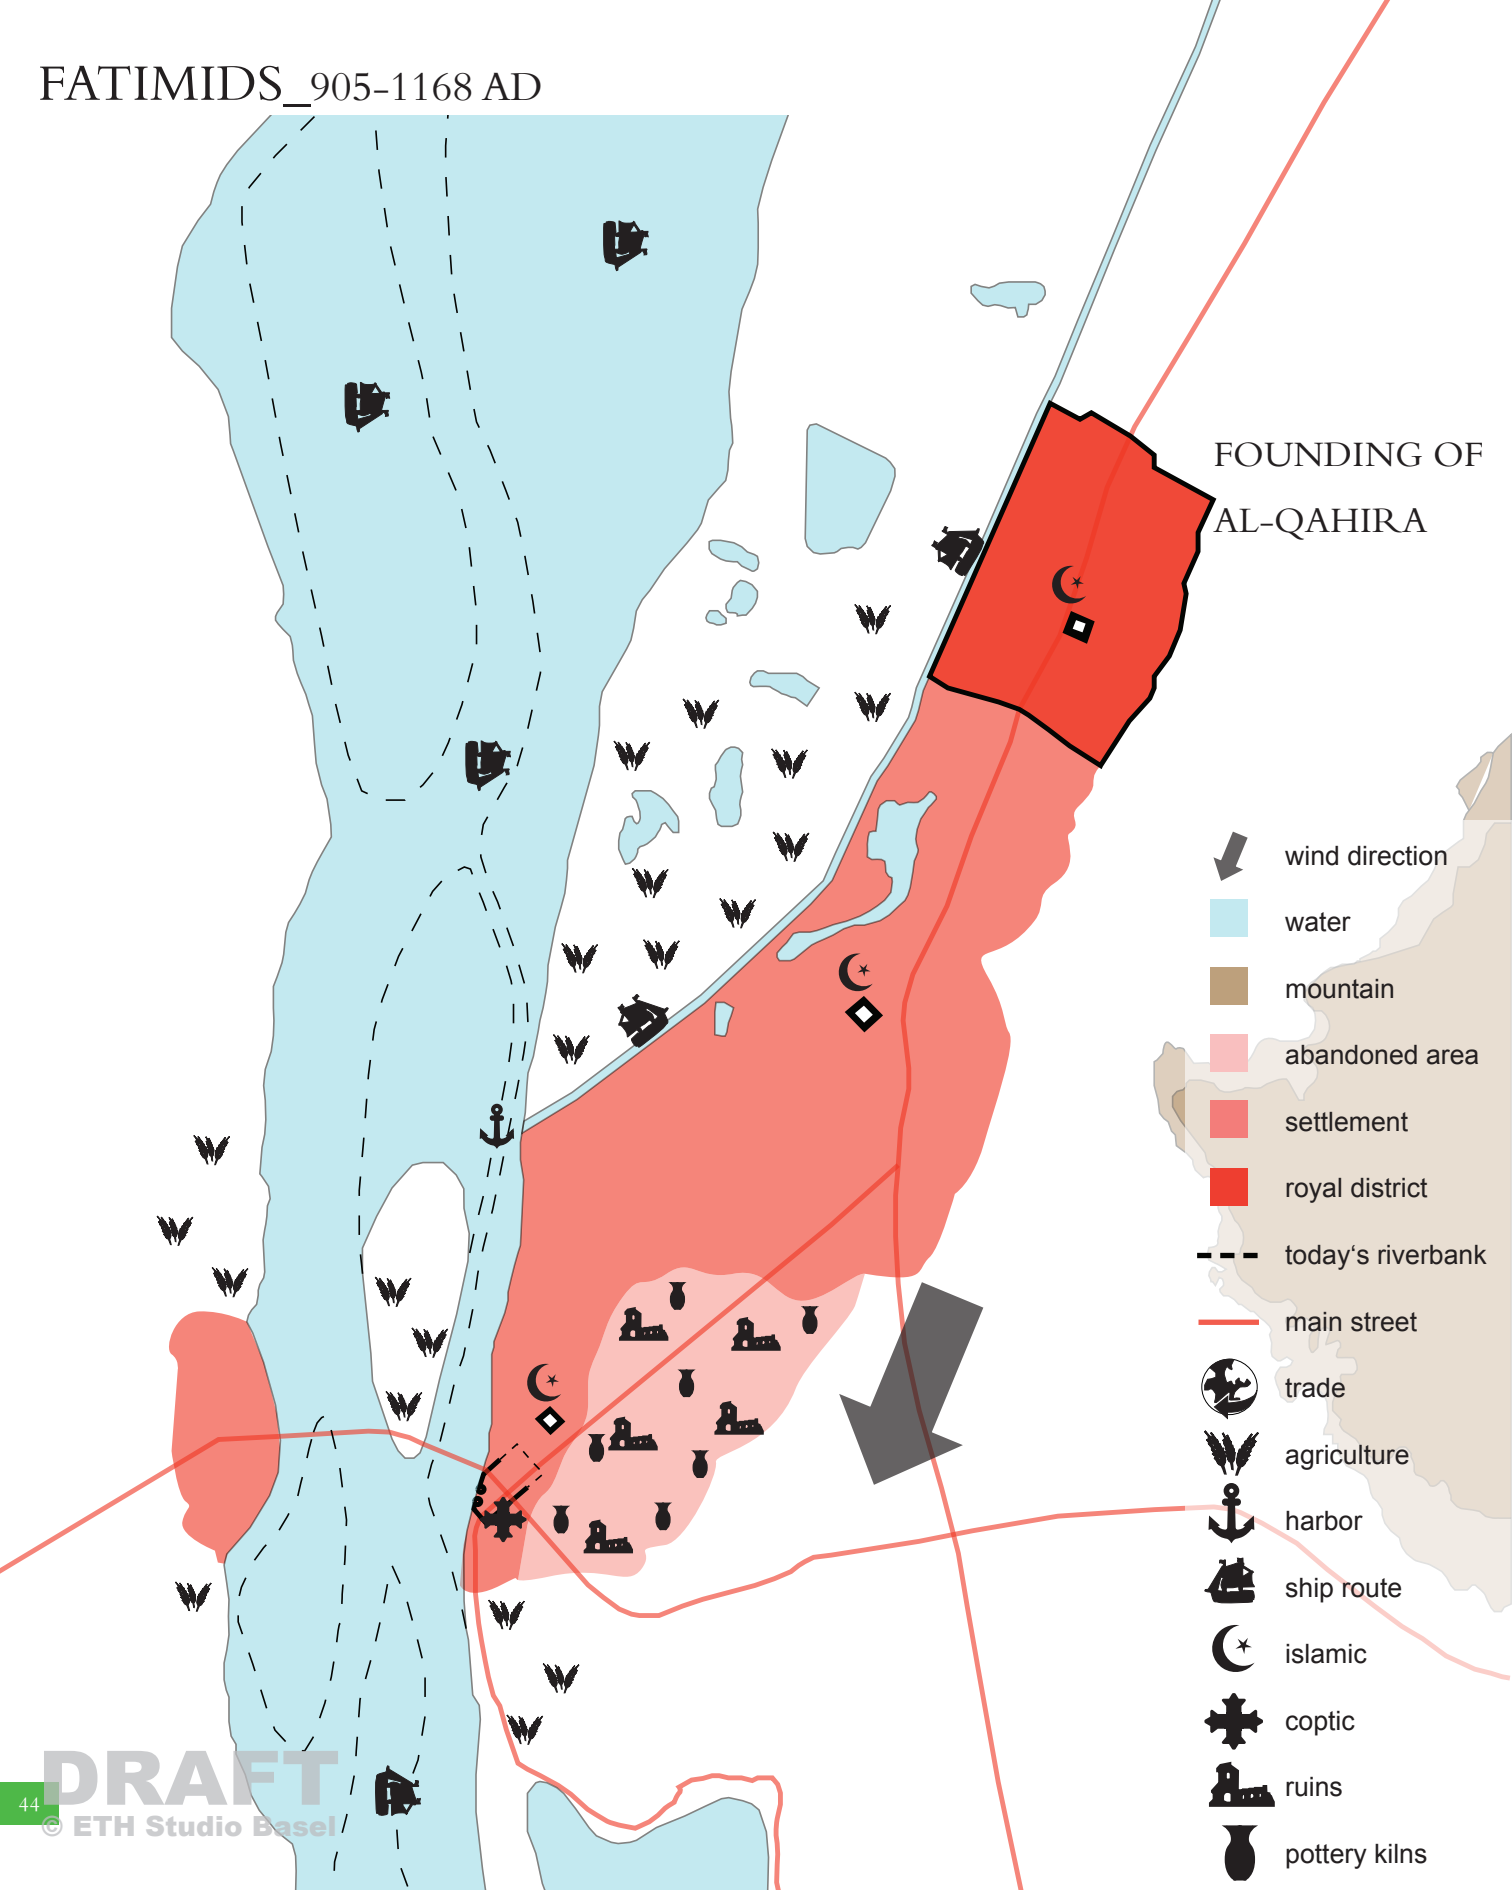 FATIMIDS_905-1168 AD
FOUNDING OF
AL-QAHIRA
wind direction
water
mountain
abandoned area
settlement
royal district
today's riverbank
main street
trade
agriculture
harbor
ship route
islamic
coptic
ruins
pottery kilns
DRAFT
44
© ETH Studio Basel